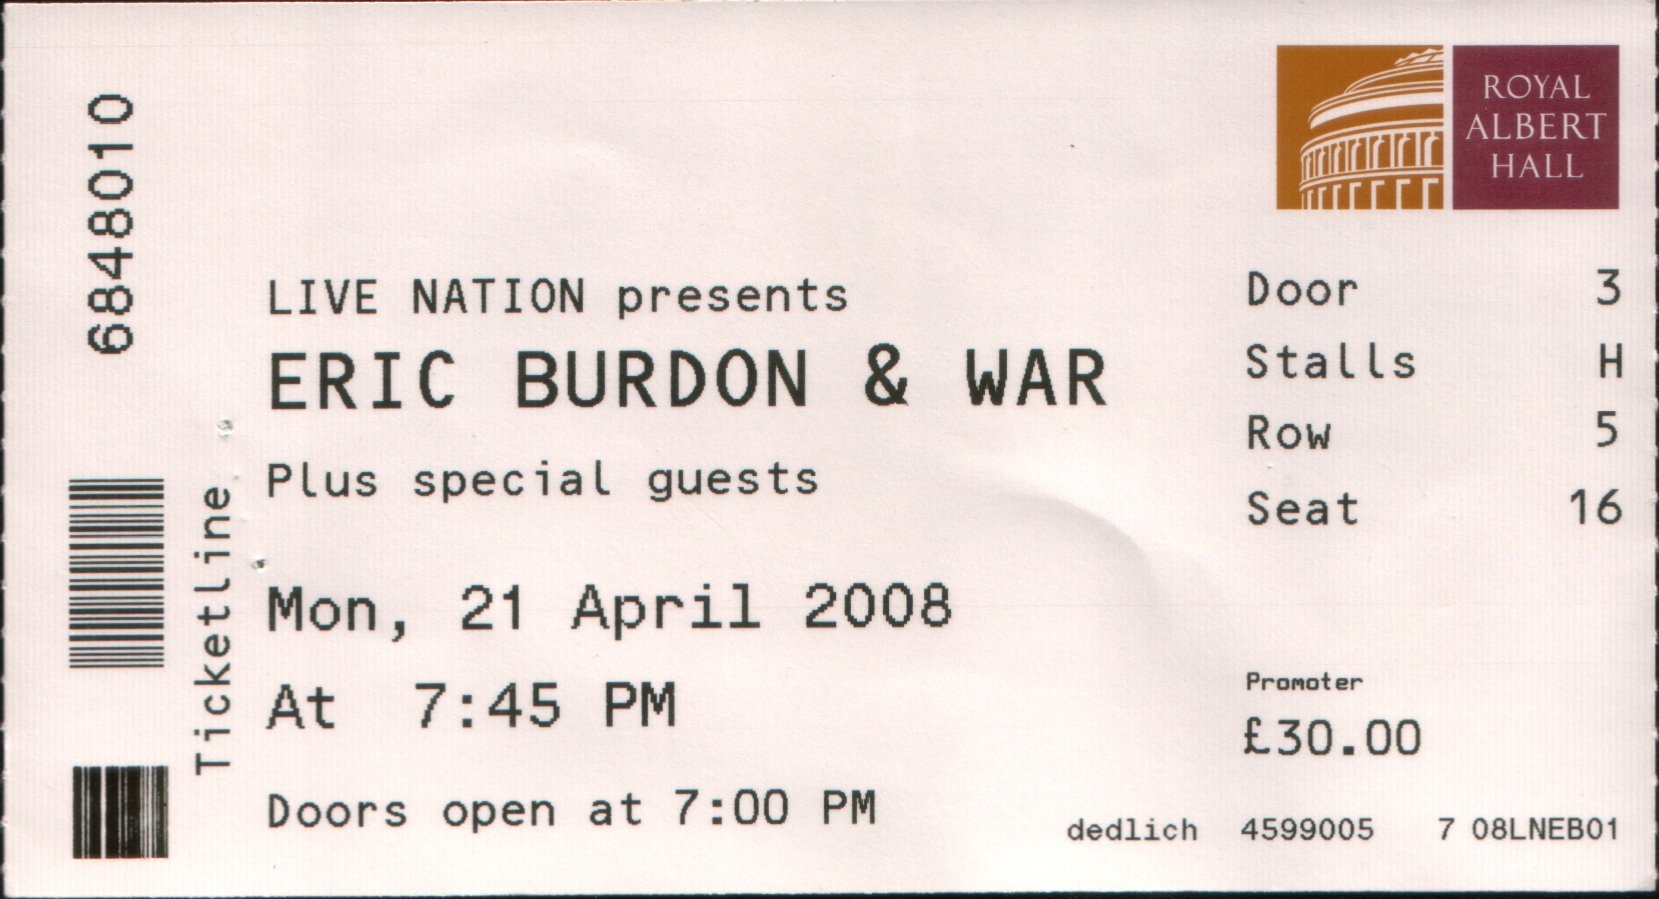 6848010
Ticketline
ROYAL
ALBERT
HALL
LIVE NATION presents
ERIC BURDON & WAR
Plus special guests
Mon, 21 April 2008
At 7:45 PM
Doors open at 7:00 PM
Door 3
Stalls H
Row 5
Seat 16
Promoter
£30.00
dedlich 4599005 7 08LNEB01